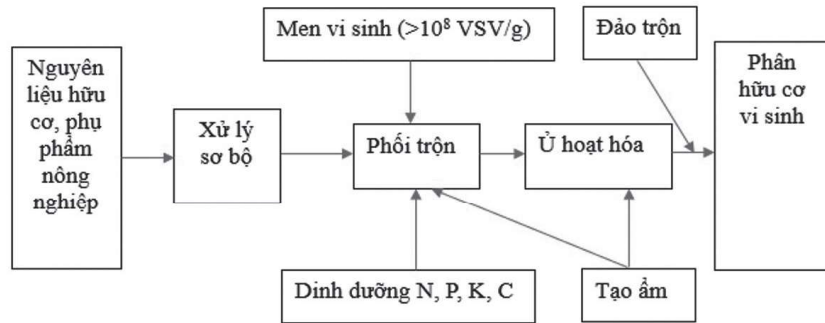 Men vi sinh (>10⁸ VSV/g)
Đảo trộn
Nguyên
liệu hữu
cơ, phụ
phẩm
nông
nghiệp
Xử lý
sơ bộ
Phối trộn
Ủ hoạt hóa
Phân
hữu cơ
vi sinh
Dinh dưỡng N, P, K, C
Tạo ẩm